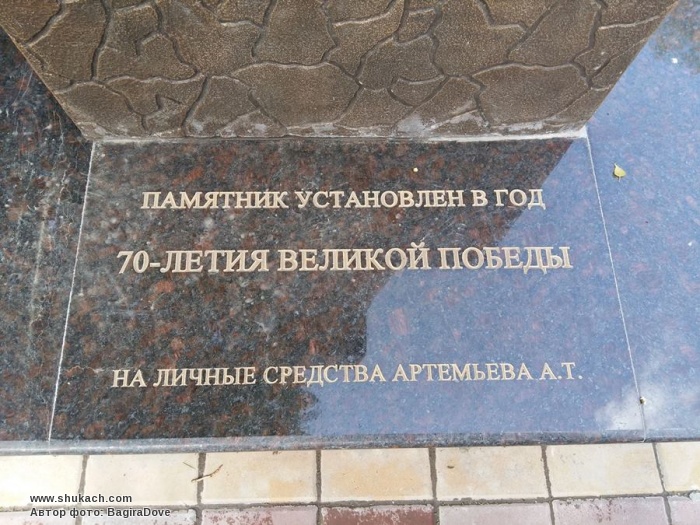 ПАМЯТНИК УСТАНОВЛЕН В ГОД
70-ЛЕТИЯ ВЕЛИКОЙ ПОБЕДЫ
НА ЛИЧНЫЕ СРЕДСТВА АРТЕМЬЕВА А.Т.
www.shukach.com
Автор фото: BagiraDove